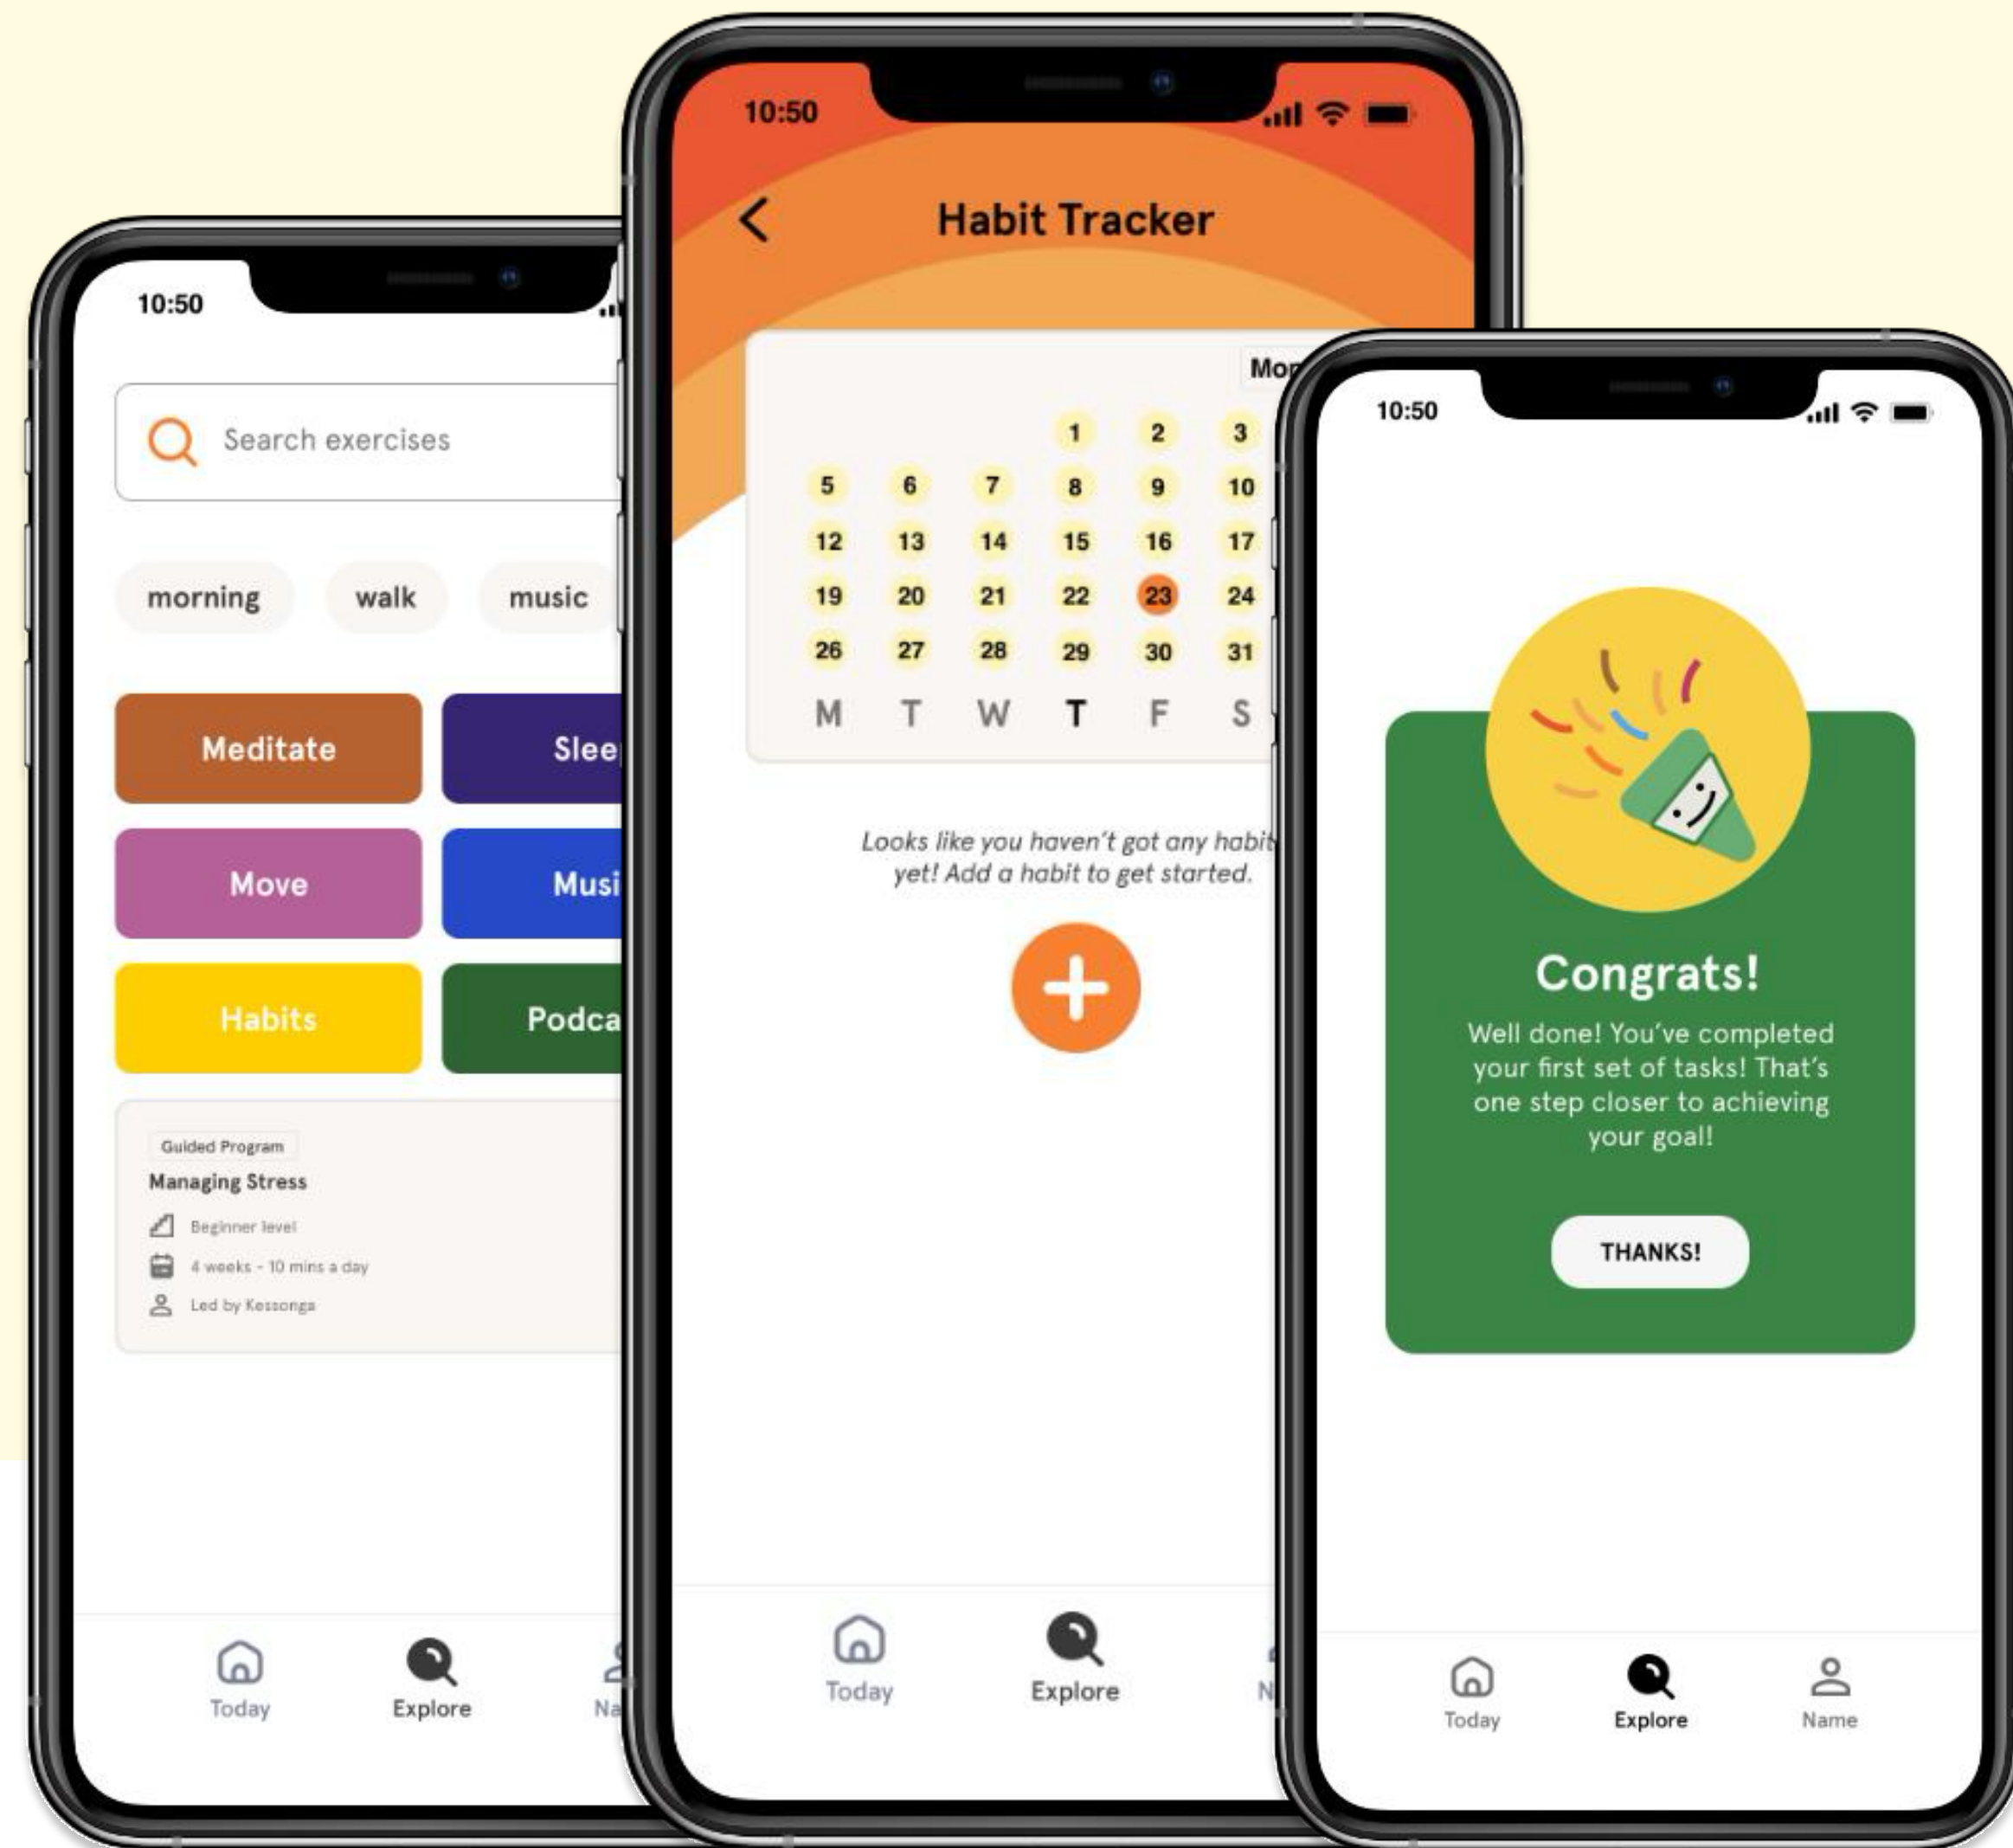 10:50
Search exercises
morning walk music
Meditate
Move
Habits
Guided Program
Managing Stress
Beginner level
4 weeks - 10 mins a day
Led by Kessonga
Today Explore
10:50
Habit Tracker
1 2 3
5 6 7 8 9 10
12 13 14 15 16 17
19 20 21 22 23 24
26 27 28 29 30 31
M T W T F S
Looks like you haven't got any habit
yet! Add a habit to get started.
Today Explore
10:50
Congrats!
Well done! You've completed
your first set of tasks! That's
one step closer to achieving
your goal!
THANKS!
Today Explore Name